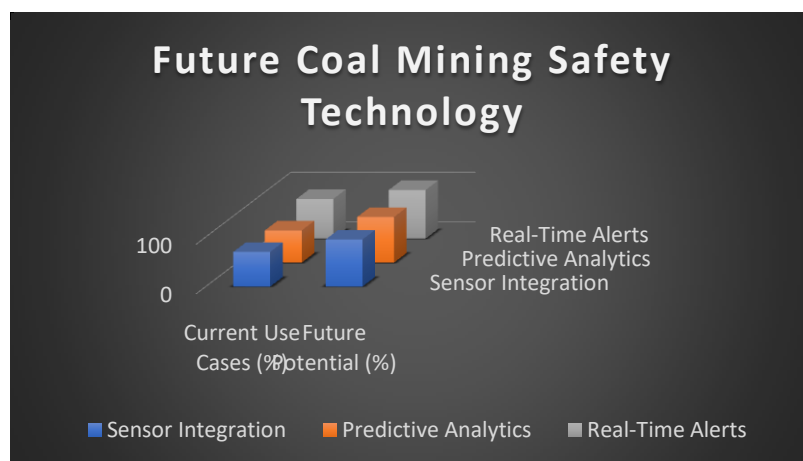 Future Coal Mining Safety
Technology
100
0
Real-Time Alerts
Predictive Analytics
Sensor Integration
Current Use
Cases (%)
Future
Potential (%)
Sensor Integration
Predictive Analytics
Real-Time Alerts